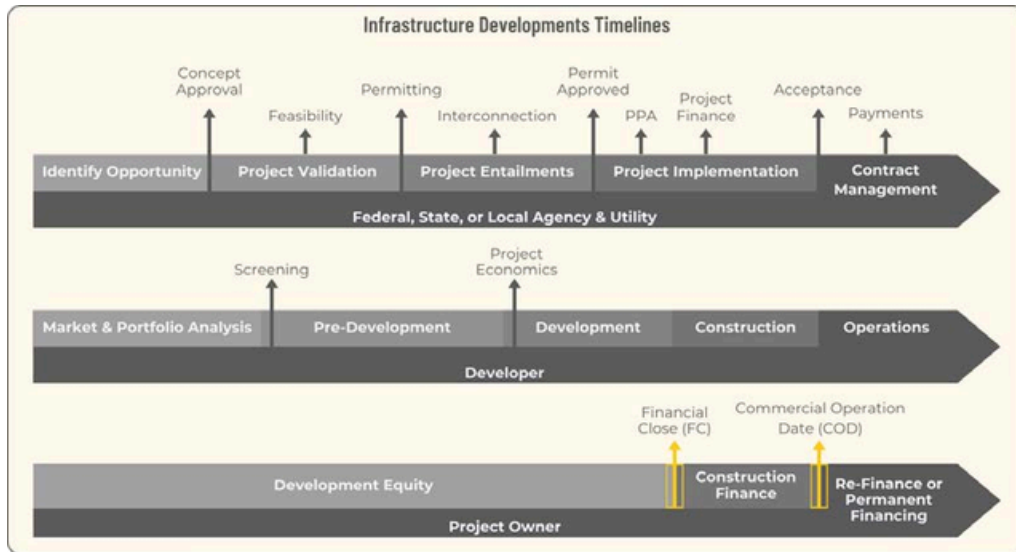 Infrastructure Developments Timelines
Concept
Approval
Feasibility
Permitting
Interconnection
Permit
Approved
PPA
Project
Finance
Acceptance
Payments
Identify Opportunity
Project Validation
Project Entailments
Project Implementation
Contract
Management
Federal, State, or Local Agency & Utility
Screening
Project
Economics
Market & Portfolio Analysis
Pre-Development
Development
Construction
Operations
Developer
Financial
Close (FC)
Commercial Operation
Date (COD)
Development Equity
Construction
Finance
Re-Finance or
Permanent
Financing
Project Owner